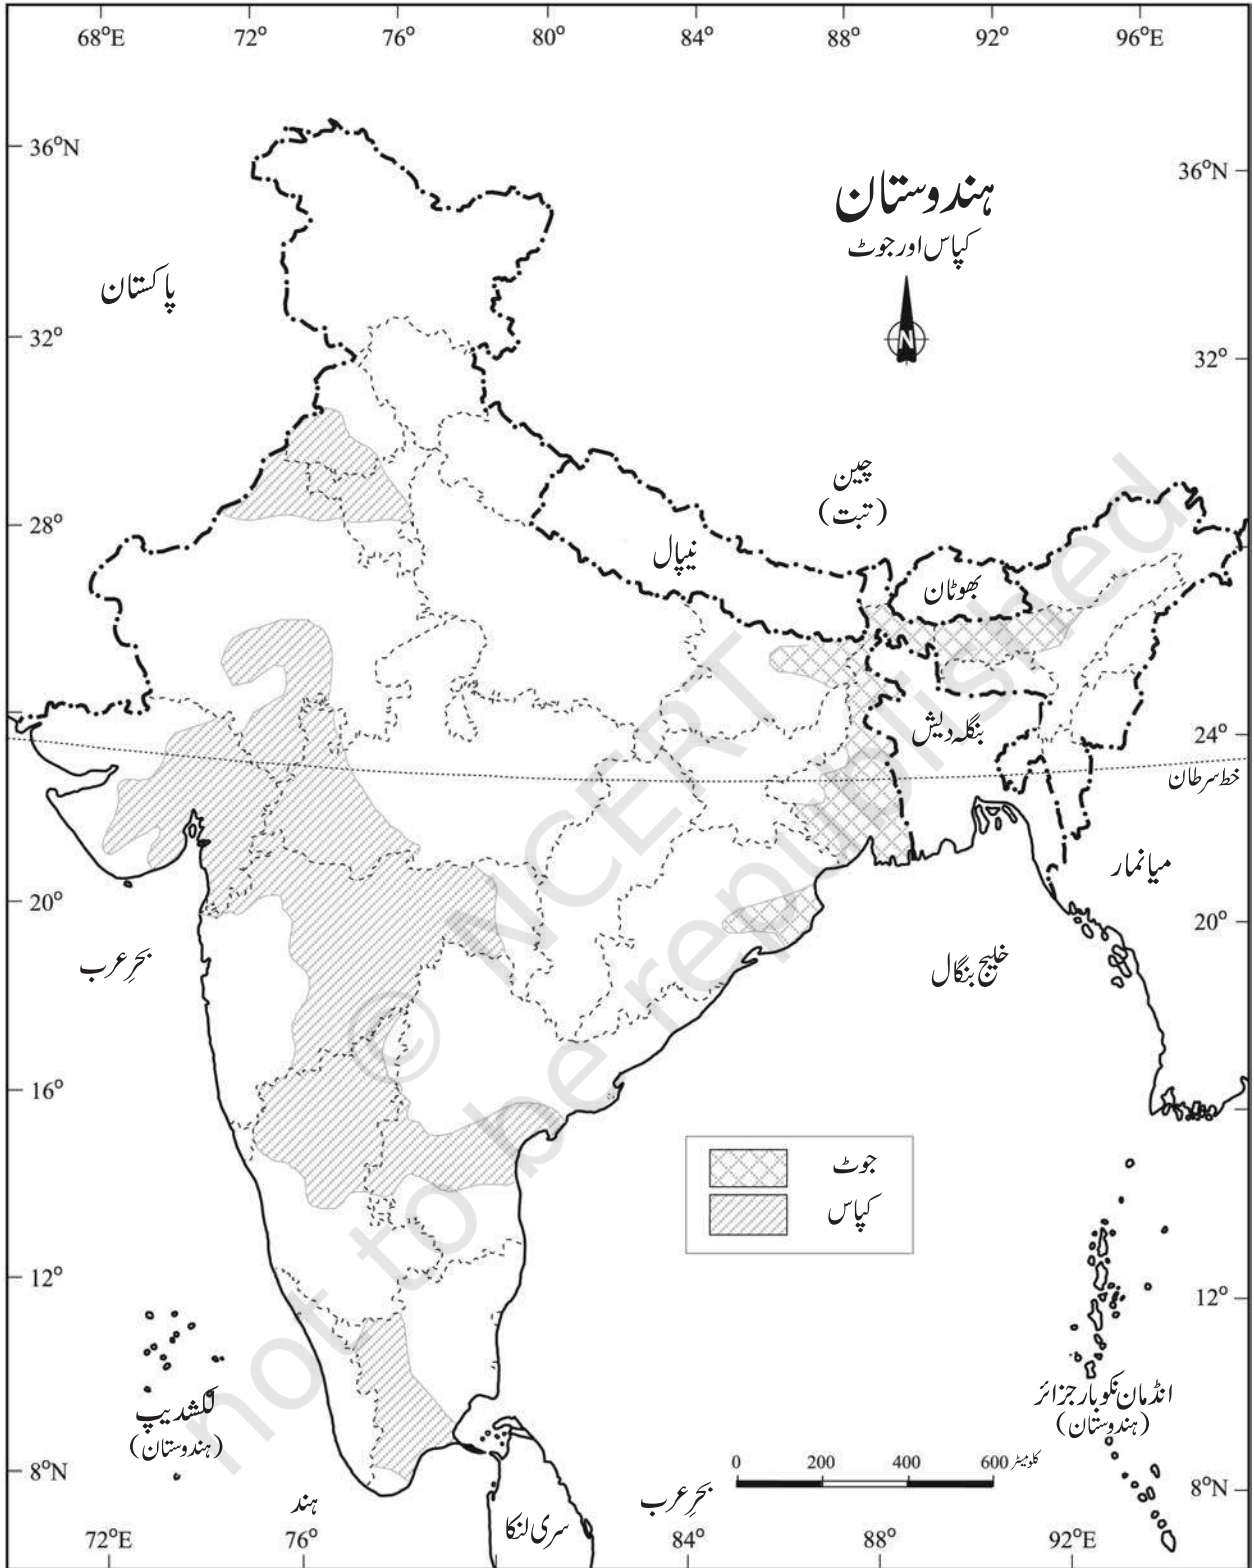 68°E 72° 76° 80° 84° 88° 92° 96°E
36°N
36°N
ہندوستان
کپاس اور جوٹ
N
پاکستان
32°
32°
چین
(تبت)
28°
نیپال
بھوٹان
بنگلہ دیش
24°
خط سرطان
میانمار
20°
20°
بحرِ عرب
خلیج بنگال
16°
جوٹ
کپاس
12°
12°
لکشدیپ
(ہندوستان)
انڈمان نکوبار جزائر
(ہندوستان)
0 200 400 600 کلومیٹر
8°N
8°N
ہند
سری لنکا
بحرِ عرب
72°E 76° 84° 88° 92°E
© NCERT
not to be republished